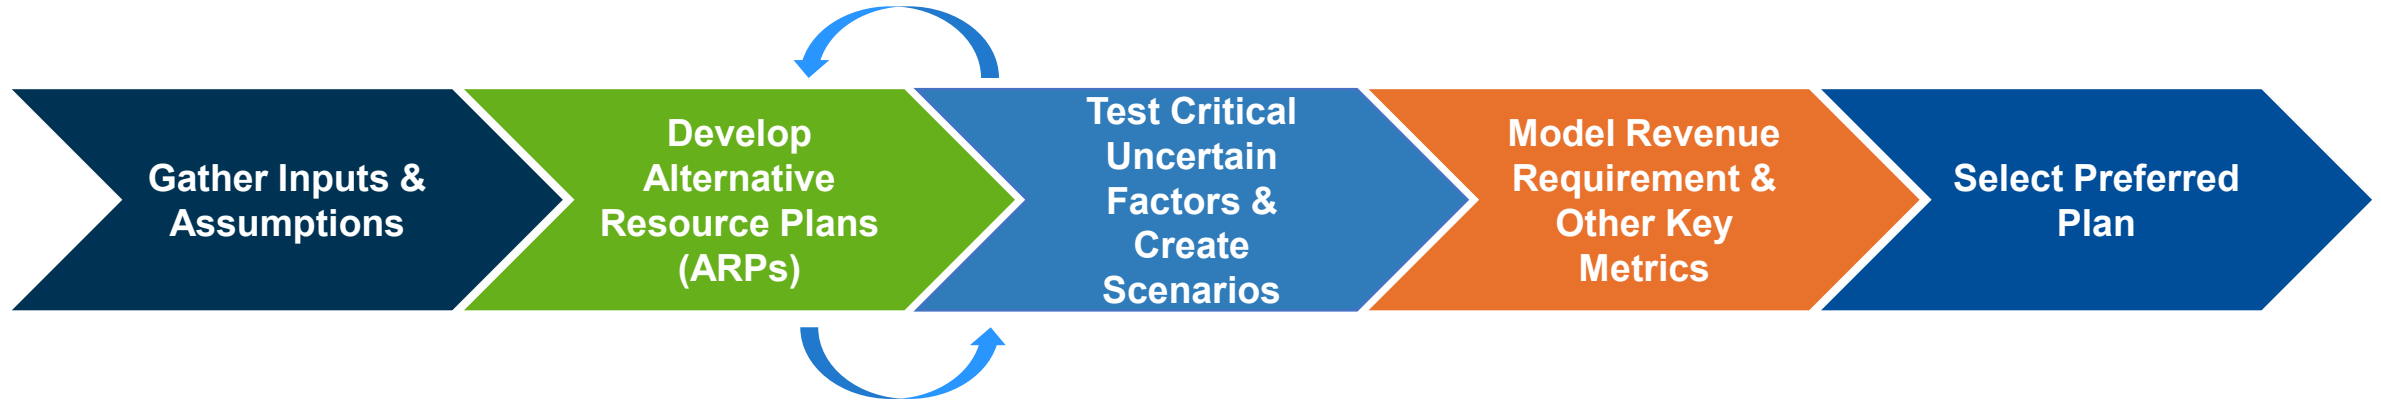 Gather Inputs &
Assumptions
Develop
Alternative
Resource Plans
(ARPs)
Test Critical
Uncertain
Factors &
Create
Scenarios
Model Revenue
Requirement &
Other Key
Metrics
Select Preferred
Plan